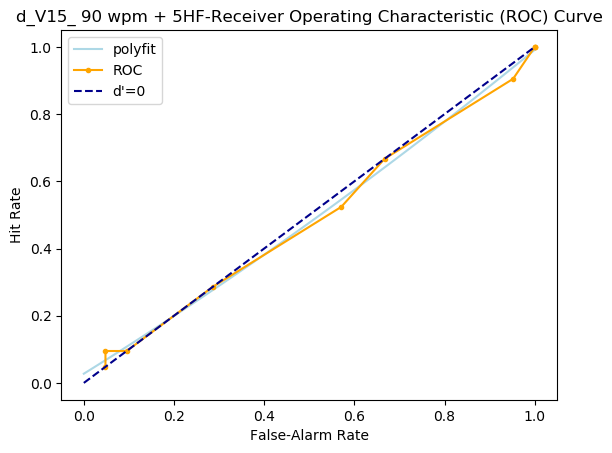 d_V15_ 90 wpm + 5HF-Receiver Operating Characteristic (ROC) Curve
polyfit
ROC
d'=0
1.0
0.8
0.6
0.4
0.2
0.0
Hit Rate
0.0 0.2 0.4 0.6 0.8 1.0
False-Alarm Rate